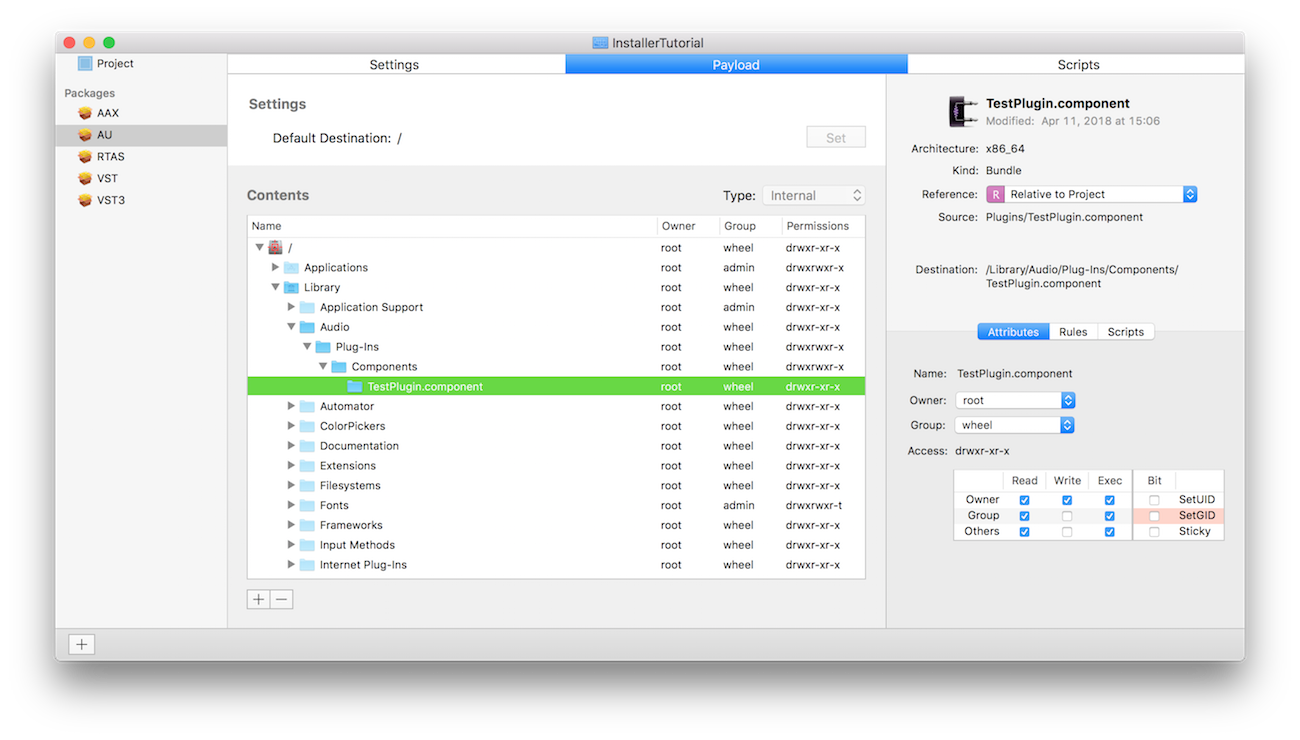 InstallerTutorial
Project
Packages
AAX
AU
RTAS
VST
VST3
Settings Payload Scripts
Settings
Default Destination: /
Set
Contents
Type: Internal
Name Owner Group Permissions
/ root wheel drwxr-xr-x
Applications root admin drwxrwxr-x
Library root wheel drwxr-xr-x
Application Support root admin drwxr-xr-x
Audio root wheel drwxr-xr-x
Plug-Ins root wheel drwxrwxr-x
Components root wheel drwxrwxr-x
TestPlugin.component root wheel drwxr-xr-x
Automator root wheel drwxr-xr-x
ColorPickers root wheel drwxr-xr-x
Documentation root wheel drwxr-xr-x
Extensions root wheel drwxr-xr-x
Filesystems root wheel drwxr-xr-x
Fonts root admin drwxrwxr-t
Frameworks root wheel drwxr-xr-x
Input Methods root wheel drwxr-xr-x
Internet Plug-Ins root wheel drwxr-xr-x
TestPlugin.component
Modified: Apr 11, 2018 at 15:06
Architecture: x86_64
Kind: Bundle
Reference: R Relative to Project
Source: Plugins/TestPlugin.component
Destination: /Library/Audio/Plug-Ins/Components/
TestPlugin.component
Attributes Rules Scripts
Name: TestPlugin.component
Owner: root
Group: wheel
Access: drwxr-xr-x
Read Write Exec Bit
Owner SetUID
Group SetGID
Others Sticky